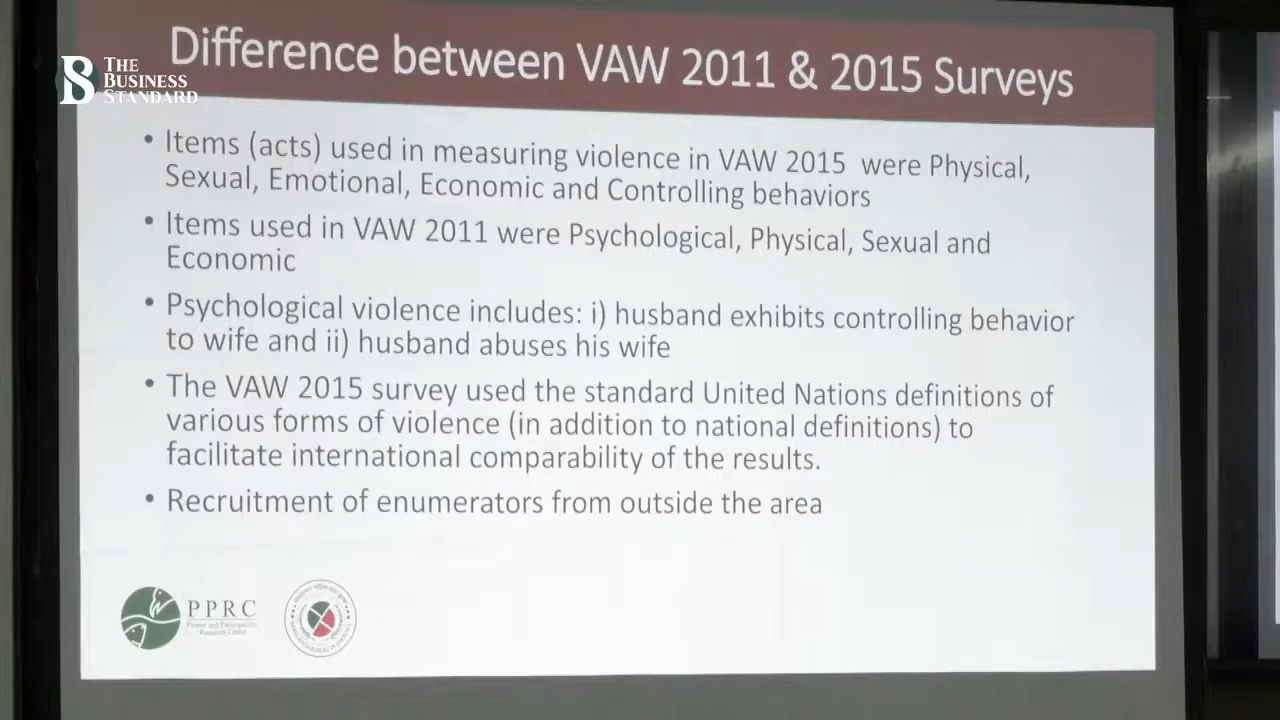 Difference between VAW 2011 & 2015 Surveys
THE
BUSINESS
STANDARD
• Items (acts) used in measuring violence in VAW 2015 were Physical,
Sexual, Emotional, Economic and Controlling behaviors
• Items used in VAW 2011 were Psychological, Physical, Sexual and
Economic
• Psychological violence includes: i) husband exhibits controlling behavior
to wife and ii) husband abuses his wife
• The VAW 2015 survey used the standard United Nations definitions of
various forms of violence (in addition to national definitions) to
facilitate international comparability of the results.
• Recruitment of enumerators from outside the area
PPRC
Power and Participation
Research Centre